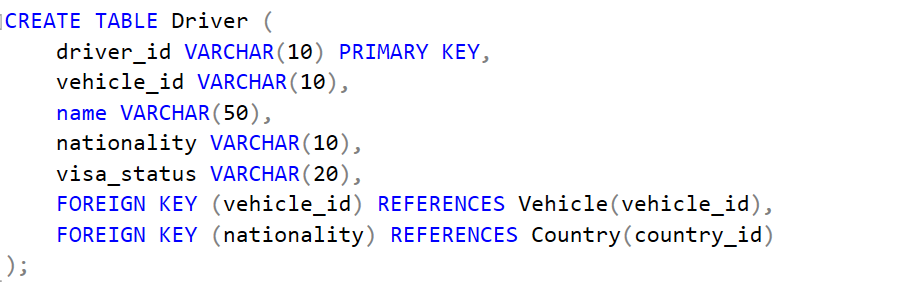 CREATE TABLE Driver (
    driver_id VARCHAR(10) PRIMARY KEY,
    vehicle_id VARCHAR(10),
    name VARCHAR(50),
    nationality VARCHAR(10),
    visa_status VARCHAR(20),
    FOREIGN KEY (vehicle_id) REFERENCES Vehicle(vehicle_id),
    FOREIGN KEY (nationality) REFERENCES Country(country_id)
);